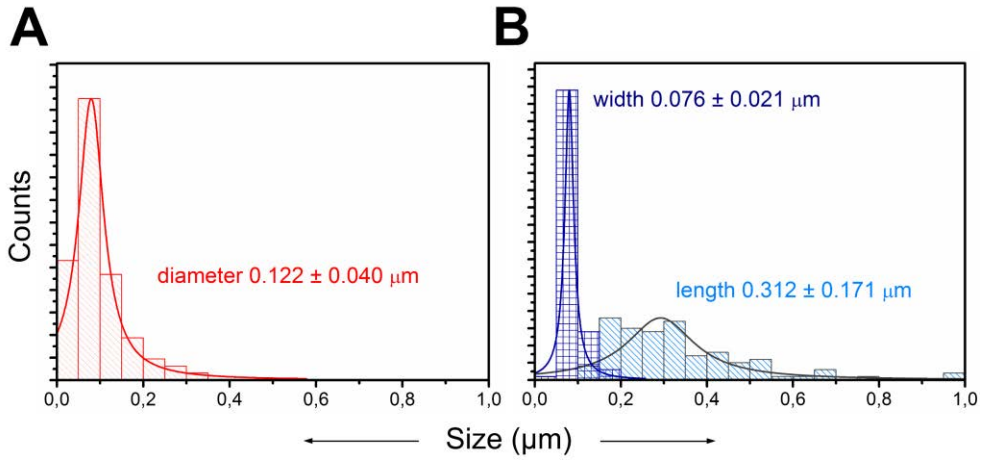 A
B
Counts
diameter 0.122 ± 0.040 μm
width 0.076 ± 0.021 μm
length 0.312 ± 0.171 μm
0,0 0,2 0,4 0,6 0,8 1,0
0,0 0,2 0,4 0,6 0,8 1,0
Size (μm)